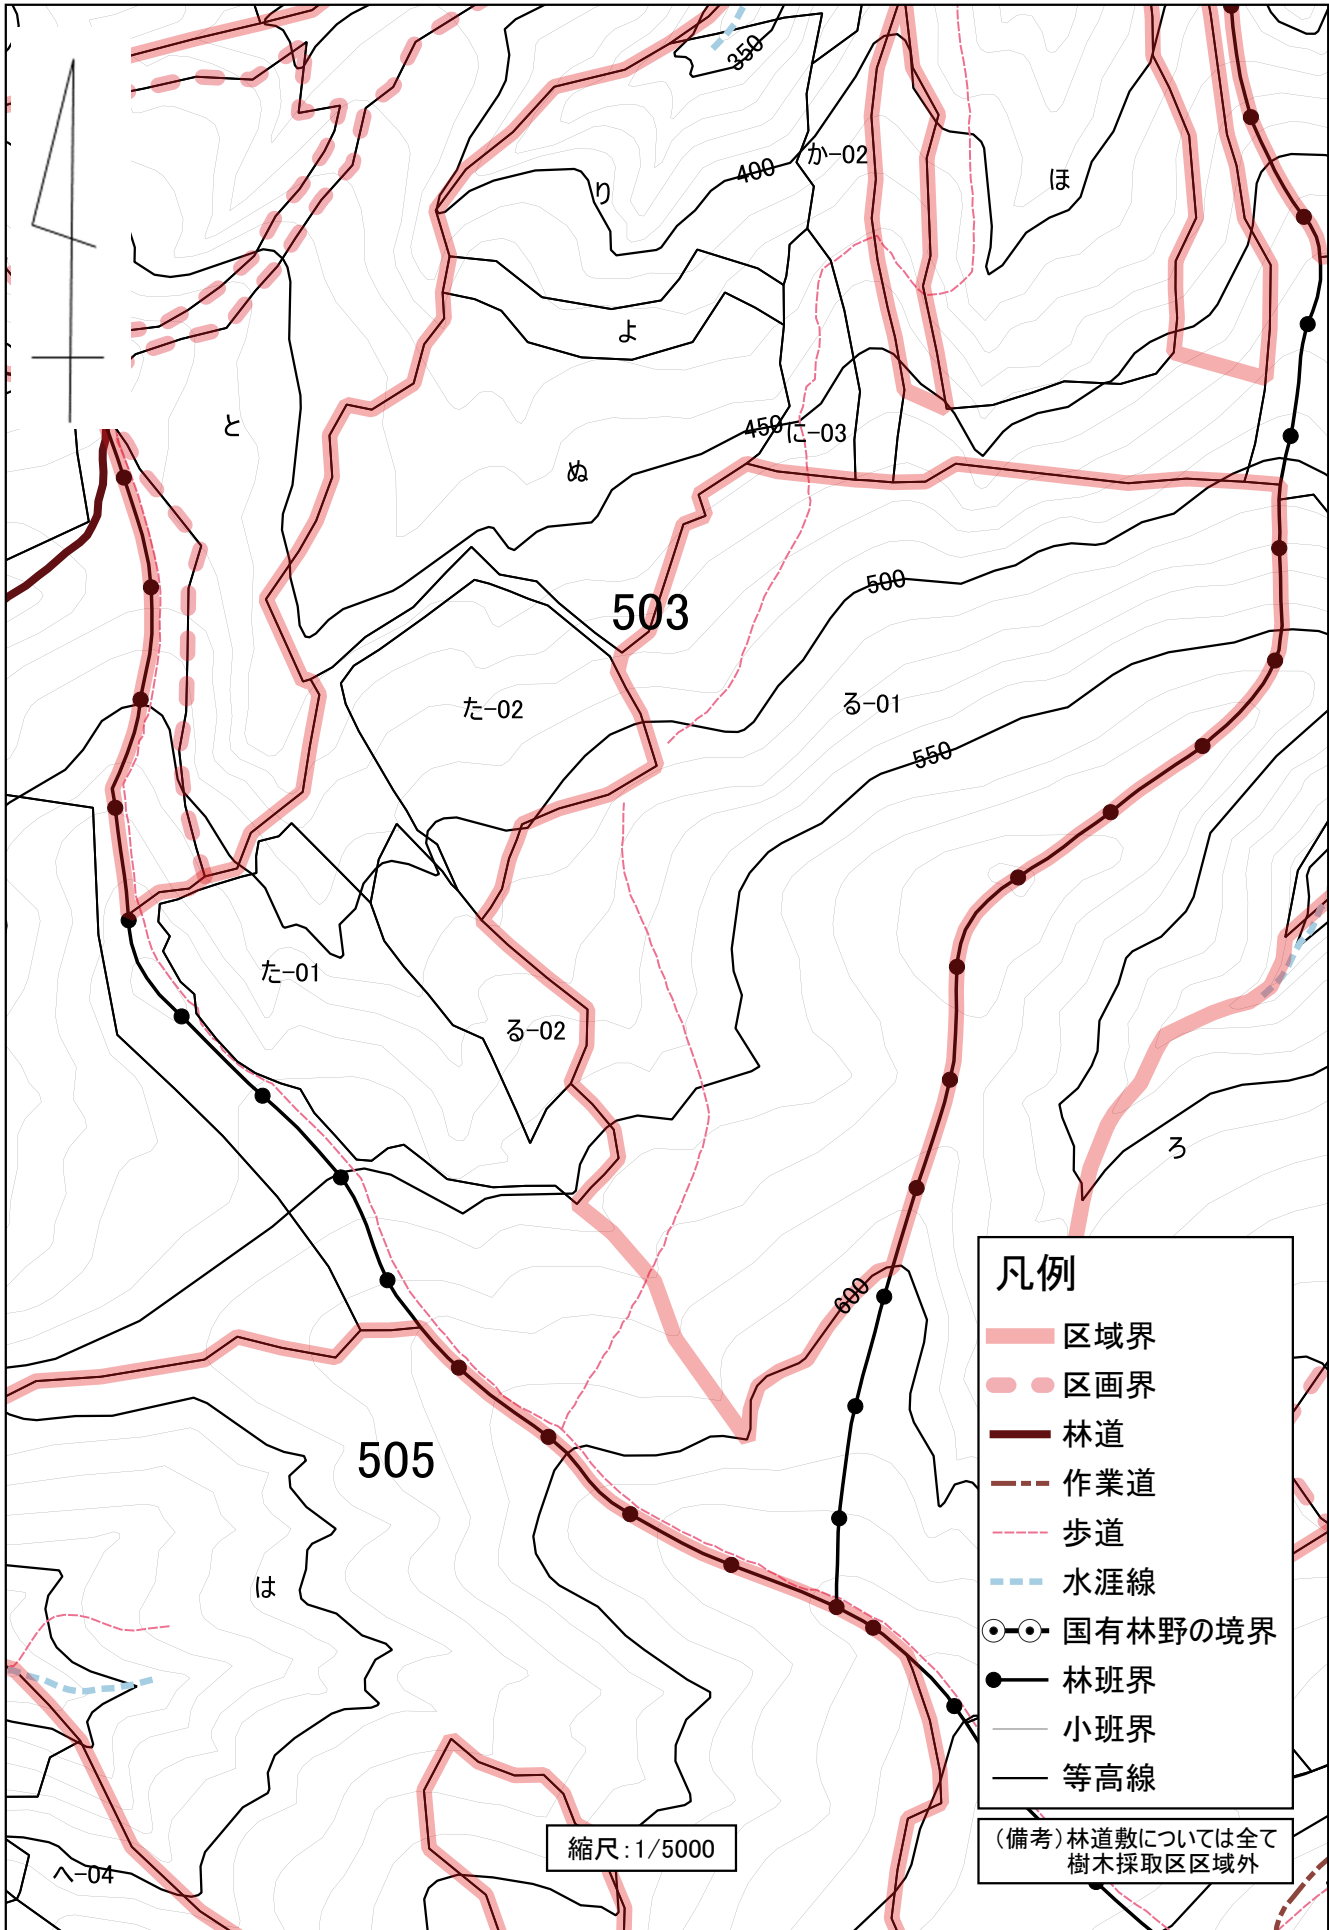 350
か-02
400
ほ
り
よ
と
450
に-03
ぬ
500
503
た-02
る-01
550
た-01
る-02
ろ
600
505
は
へ-04
凡例
区域界
区画界
林道
作業道
歩道
水涯線
国有林野の境界
林班界
小班界
等高線
縮尺：1/5000
（備考）林道敷については全て
樹木採取区区域外